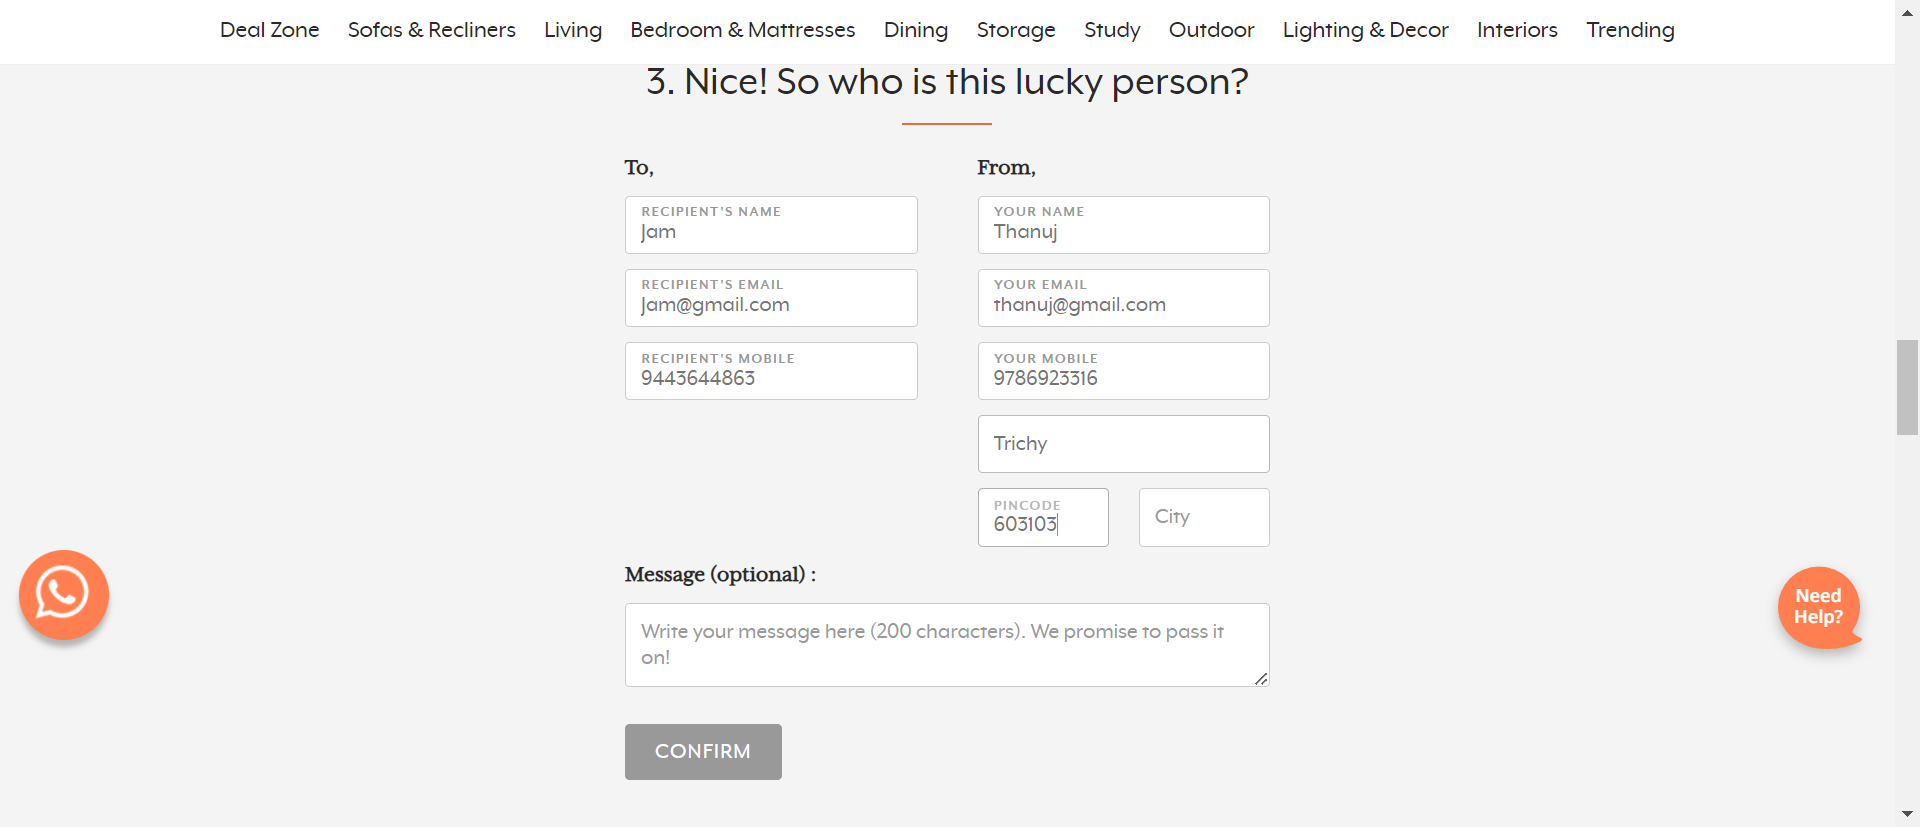 Deal Zone Sofas & Recliners Living Bedroom & Mattresses Dining Storage Study Outdoor Lighting & Decor Interiors Trending
3. Nice! So who is this lucky person?
To,
From,
RECIPIENT'S NAME
Jam
YOUR NAME
Thanuj
RECIPIENT'S EMAIL
Jam@gmail.com
YOUR EMAIL
thanuj@gmail.com
RECIPIENT'S MOBILE
9443644863
YOUR MOBILE
9786923316
Trichy
PINCODE
603103
City
Message (optional) :
Write your message here (200 characters). We promise to pass it
on!
CONFIRM
Need
Help?